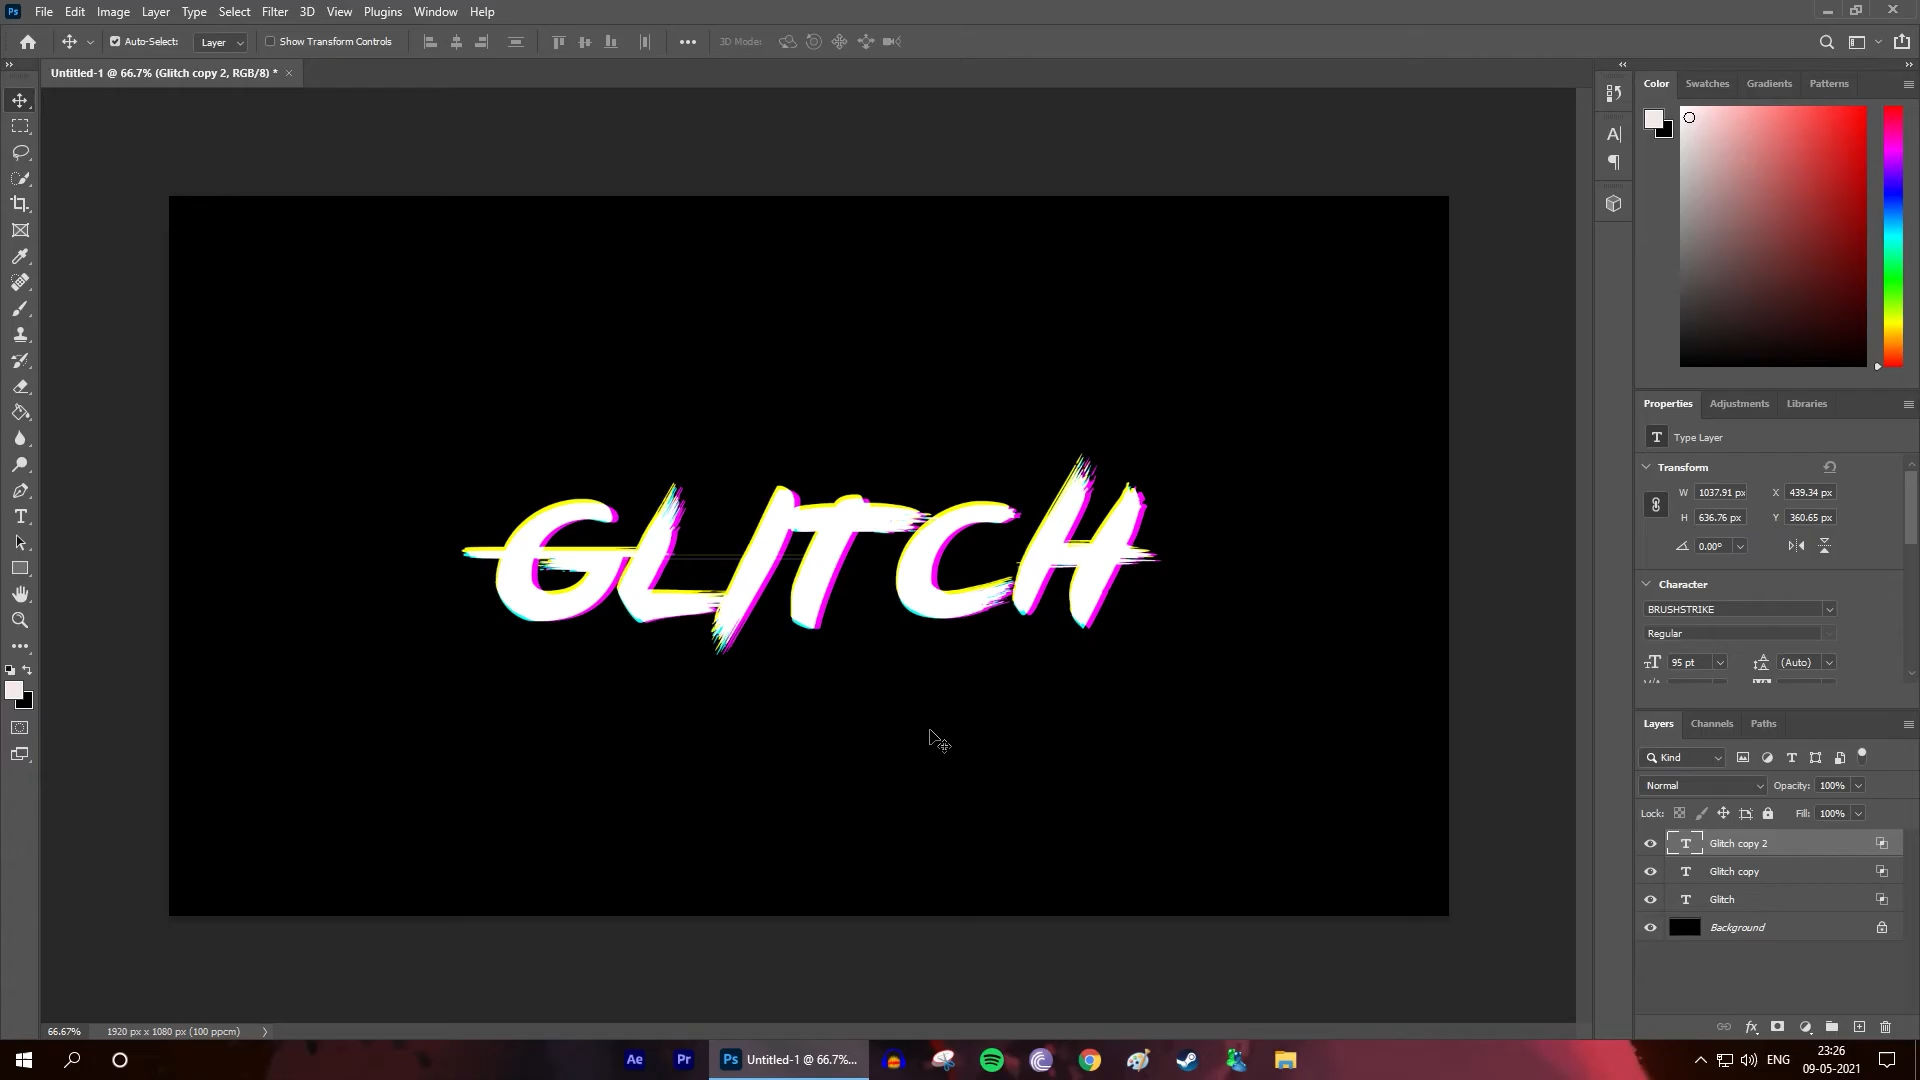 Ps File Edit Image Layer Type Select Filter 3D View Plugins Window Help
Auto-Select: Layer Show Transform Controls 3D Mode:
Untitled-1 @ 66.7% (Glitch copy 2, RGB/8) *
Color Swatches Gradients Patterns
GLITCH
Properties Adjustments Libraries
T Type Layer
Transform
W 1037.91 px X 439.34 px
H 636.76 px Y 360.65 px
0.00°
Character
BRUSHSTRIKE
Regular
95 pt (Auto)
Layers Channels Paths
Kind
Normal Opacity: 100%
Lock: Fill: 100%
T Glitch copy 2
T Glitch copy
T Glitch
Background
66.67% 1920 px x 1080 px (100 ppcm)
Ae Pr Ps Untitled-1 @ 66.7%... ENG 23:26
09-05-2021